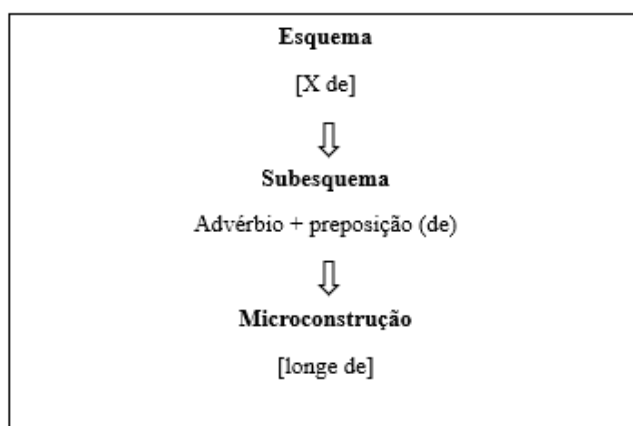 Esquema
[X de]
Subesquema
Advérbio + preposição (de)
Microconstrução
[longe de]